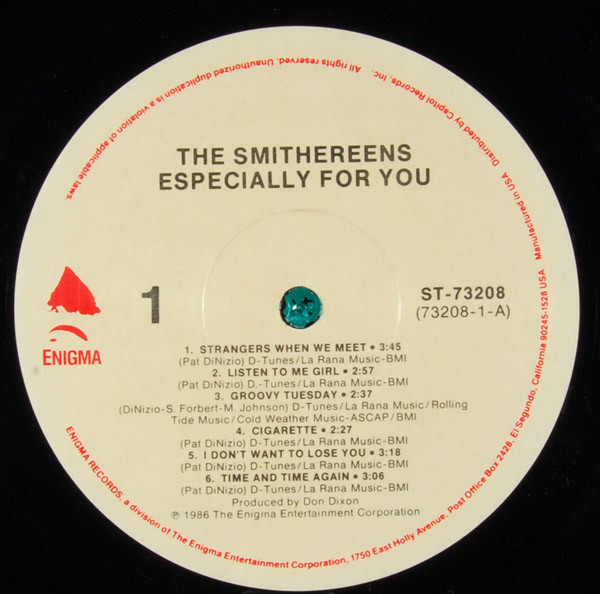 THE SMITHEREENS
ESPECIALLY FOR YOU
1
ST-73208
(73208-1-A)
ENIGMA
1. STRANGERS WHEN WE MEET • 3:45
(Pat DiNizio) D-Tunes/La Rana Music-BMI
2. LISTEN TO ME GIRL • 2:57
(Pat DiNizio) D.-Tunes/La Rana Music-BMI
3. GROOVY TUESDAY • 2:37
(DiNizio-S. Forbert-M. Johnson) D-Tunes/La Rana Music/Rolling
Tide Music/Cold Weather Music-ASCAP/BMI
4. CIGARETTE • 2:27
(Pat DiNizio) D-Tunes/La Rana Music-BMI
5. I DON'T WANT TO LOSE YOU • 3:18
(Pat DiNizio) D-Tunes/La Rana Music-BMI
6. TIME AND TIME AGAIN • 3:06
(Pat DiNizio) D-Tunes/La Rana Music-BMI
Produced by Don Dixon
℗ 1986 The Enigma Entertainment Corporation
ENIGMA RECORDS, a division of The Enigma Entertainment Corporation, 1750 East Holly Avenue, Post Office Box 2428, El Segundo, California 90245-1528 USA Manufactured in USA Distributed by Capitol Records, Inc. All rights reserved. Unauthorized duplication is a violation of applicable laws.